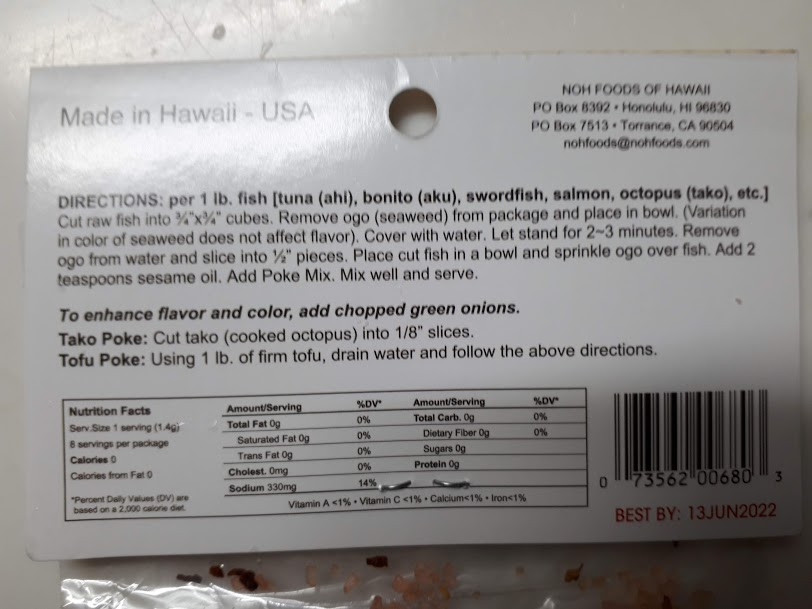 Made in Hawaii - USA
NOH FOODS OF HAWAII
PO Box 8392 • Honolulu, HI 96830
PO Box 7513 • Torrance, CA 90504
nohfoods@nohfoods.com
DIRECTIONS: per 1 lb. fish [tuna (ahi), bonito (aku), swordfish, salmon, octopus (tako), etc.]
Cut raw fish into ¾"x¾" cubes. Remove ogo (seaweed) from package and place in bowl. (Variation
in color of seaweed does not affect flavor). Cover with water. Let stand for 2~3 minutes. Remove
ogo from water and slice into ½" pieces. Place cut fish in a bowl and sprinkle ogo over fish. Add 2
teaspoons sesame oil. Add Poke Mix. Mix well and serve.
To enhance flavor and color, add chopped green onions.
Tako Poke: Cut tako (cooked octopus) into 1/8" slices.
Tofu Poke: Using 1 lb. of firm tofu, drain water and follow the above directions.
Nutrition Facts
Serv.Size 1 serving (1.4g)
8 servings per package
Calories 0
Calories from Fat 0
*Percent Daily Values (DV) are
based on a 2,000 calorie diet.
Amount/Serving %DV*
Total Fat 0g 0%
Saturated Fat 0g 0%
Trans Fat 0g 0%
Cholest. 0mg 0%
Sodium 330mg 14%
Amount/Serving %DV*
Total Carb. 0g 0%
Dietary Fiber 0g 0%
Sugars 0g
Protein 0g
Vitamin A <1% • Vitamin C <1% • Calcium<1% • Iron<1%
0 73562 00680 3
BEST BY: 13JUN2022